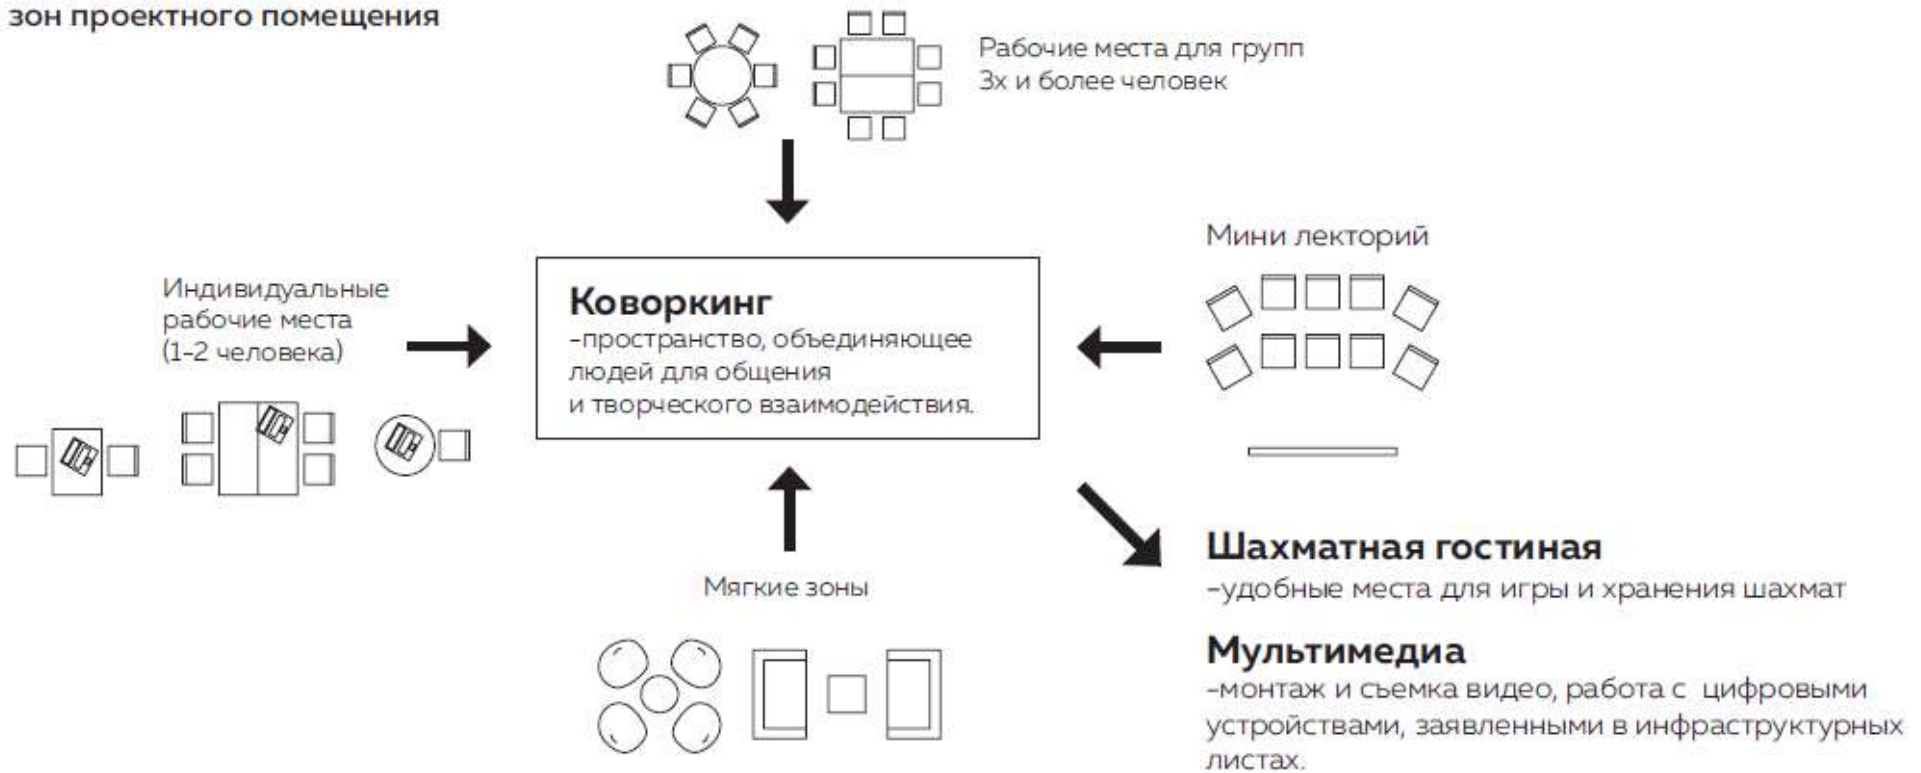 зон проектного помещения
Рабочие места для групп
3х и более человек
Мини лекторий
Индивидуальные
рабочие места
(1-2 человека)
Коворкинг
-пространство, объединяющее
людей для общения
и творческого взаимодействия.
Мягкие зоны
Шахматная гостиная
-удобные места для игры и хранения шахмат
Мультимедиа
-монтаж и съемка видео, работа с цифровыми
устройствами, заявленными в инфраструктурных
листах.